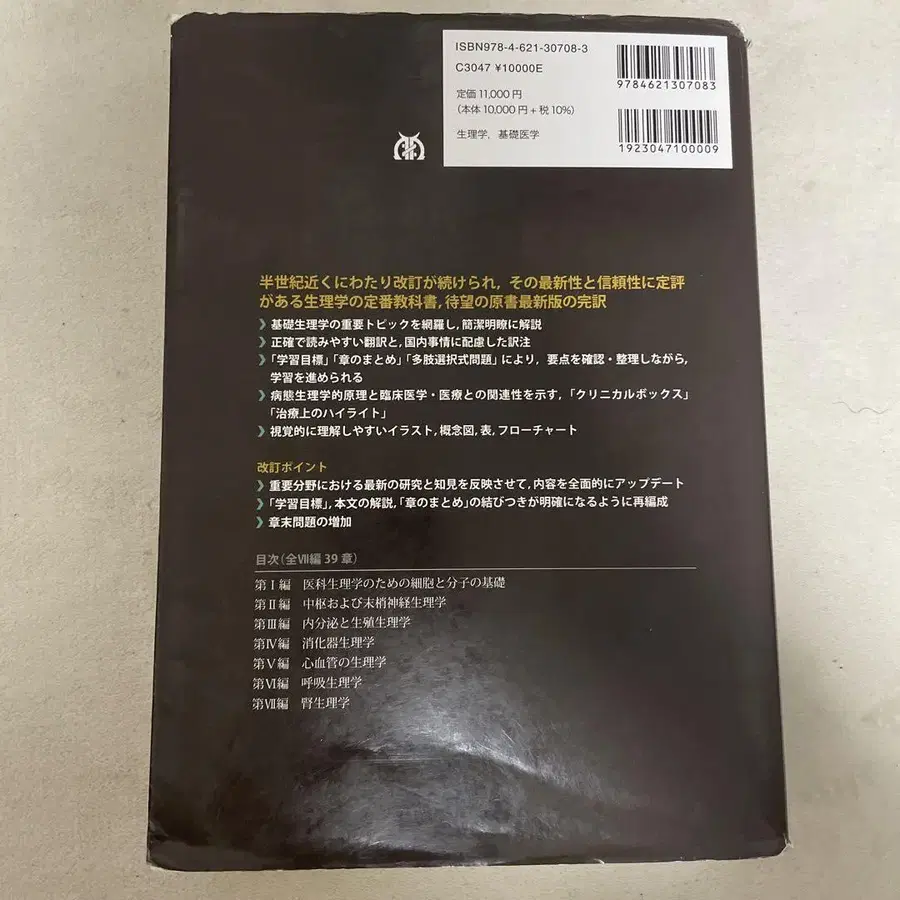 ISBN978-4-621-30708-3
C3047 ¥10000E
定価 11,000 円
（本体 10,000 円 + 税 10%）
生理学，基礎医学
9784621307083
1923047100009
半世紀近くにわたり改訂が続けられ，その最新性と信頼性に定評
がある生理学の定番教科書，待望の原書最新版の完訳
❯ 基礎生理学の重要トピックを網羅し，簡潔明瞭に解説
❯ 正確で読みやすい翻訳と，国内事情に配慮した訳注
❯ 「学習目標」「章のまとめ」「多肢選択式問題」により，要点を確認・整理しながら，
学習を進められる
❯ 病態生理学的原理と臨床医学・医療との関連性を示す，「クリニカルボックス」
「治療上のハイライト」
❯ 視覚的に理解しやすいイラスト，概念図，表，フローチャート
改訂ポイント
❯ 重要分野における最新の研究と知見を反映させて，内容を全面的にアップデート
❯ 「学習目標」，本文の解説，「章のまとめ」の結びつきが明確になるように再編成
❯ 章末問題の増加
目次（全Ⅶ編 39 章）
第Ⅰ編 医科生理学のための細胞と分子の基礎
第Ⅱ編 中枢および末梢神経生理学
第Ⅲ編 内分泌と生殖生理学
第Ⅳ編 消化器生理学
第Ⅴ編 心血管の生理学
第Ⅵ編 呼吸生理学
第Ⅶ編 腎生理学